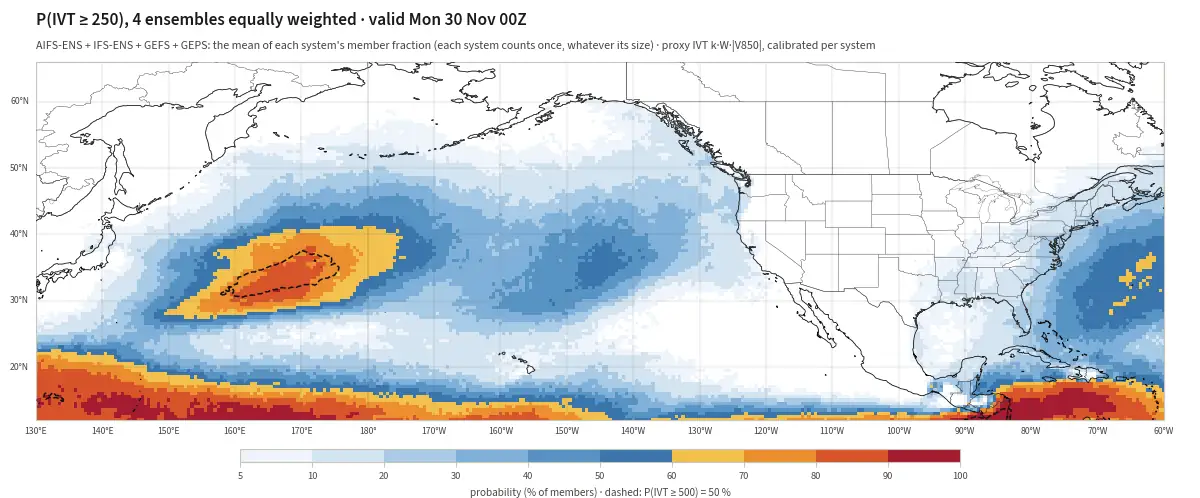 P(IVT ≥ 250), 4 ensembles equally weighted · valid Mon 30 Nov 00Z
AIFS-ENS + IFS-ENS + GEFS + GEPS: the mean of each system's member fraction (each system counts once, whatever its size) · proxy IVT k·W·|V850|, calibrated per system
60°N
50°N
40°N
30°N
20°N
130°E 140°E 150°E 160°E 170°E 180° 170°W 160°W 150°W 140°W 130°W 120°W 110°W 100°W 90°W 80°W 70°W 60°W
5 10 20 30 40 50 60 70 80 90 100
probability (% of members) · dashed: P(IVT ≥ 500) = 50 %